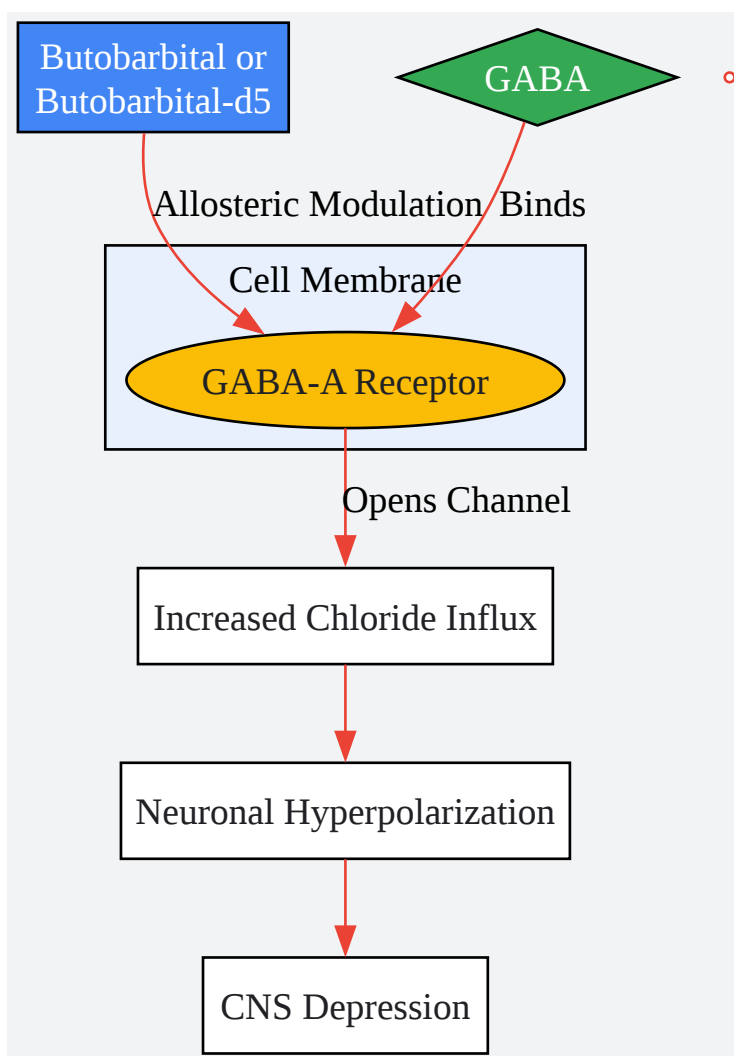 Butobarbital or
Butobarbital-d5
GABA
Allosteric Modulation
Binds
Cell Membrane
GABA-A Receptor
Opens Channel
Increased Chloride Influx
Neuronal Hyperpolarization
CNS Depression